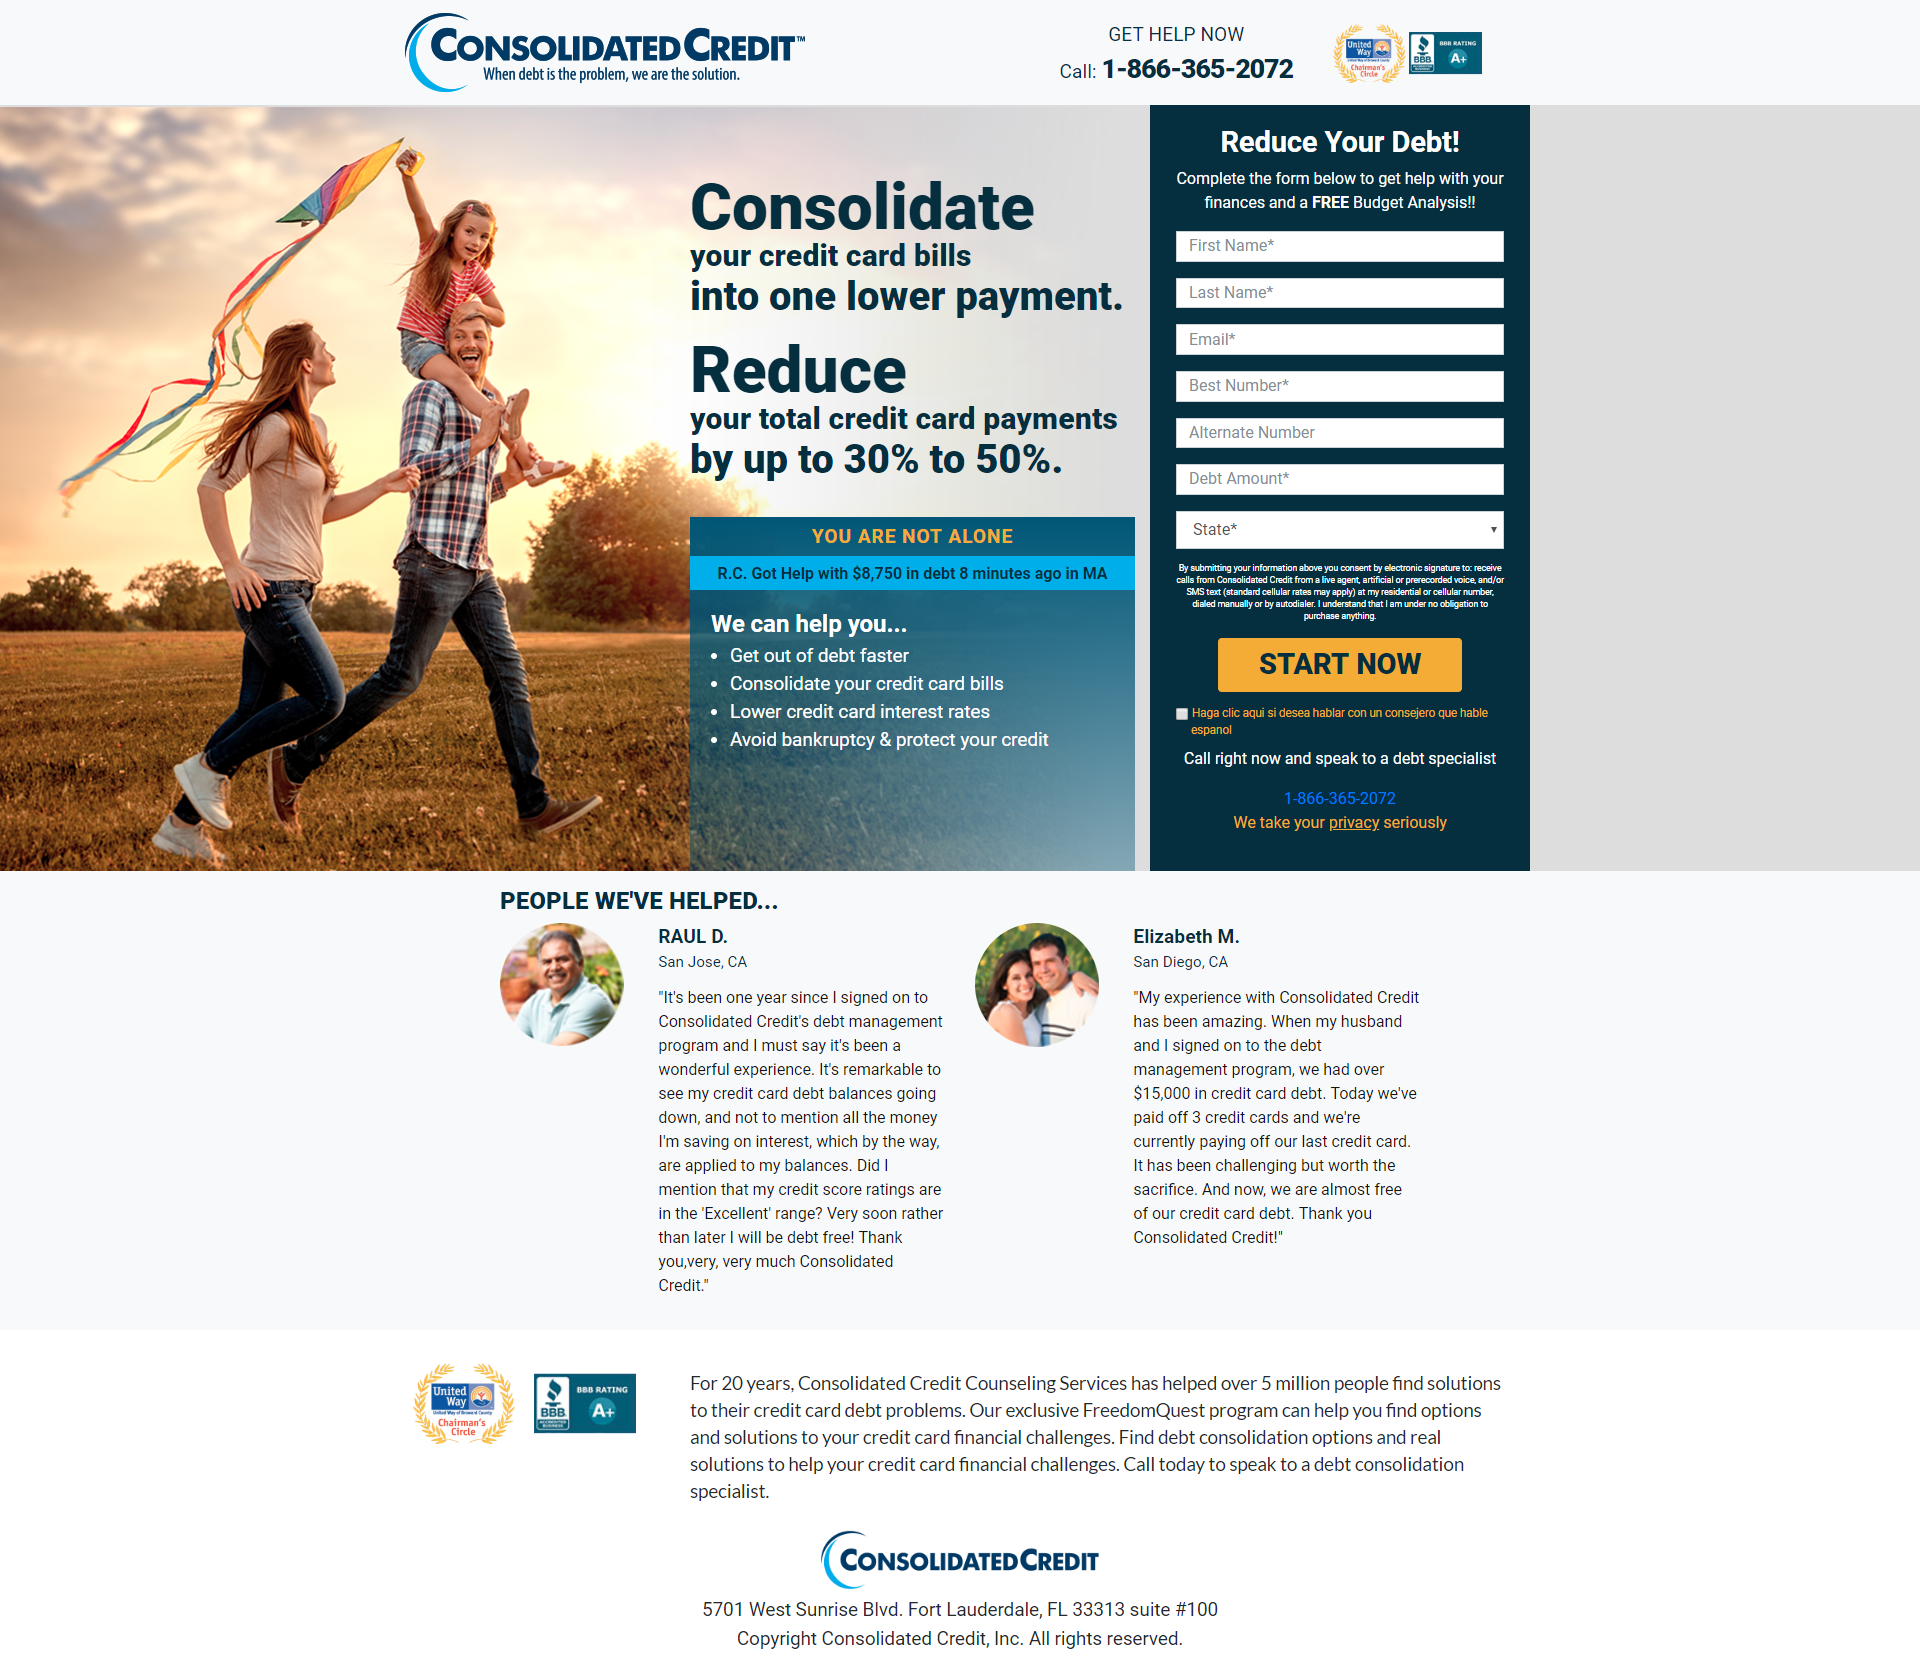 CONSOLIDATED CREDIT™
When debt is the problem, we are the solution.
GET HELP NOW
Call: 1-866-365-2072
United Way
United Way of Broward County
Chairman's Circle
BBB
ACCREDITED BUSINESS
BBB RATING
A+
Consolidate
your credit card bills
into one lower payment.
Reduce
your total credit card payments
by up to 30% to 50%.
YOU ARE NOT ALONE
R.C. Got Help with $8,750 in debt 8 minutes ago in MA
We can help you...
• Get out of debt faster
• Consolidate your credit card bills
• Lower credit card interest rates
• Avoid bankruptcy & protect your credit
Reduce Your Debt!
Complete the form below to get help with your
finances and a FREE Budget Analysis!!
First Name*
Last Name*
Email*
Best Number*
Alternate Number
Debt Amount*
State*
By submitting your information above you consent by electronic signature to: receive
calls from Consolidated Credit from a live agent, artificial or prerecorded voice, and/or
SMS text (standard cellular rates may apply) at my residential or cellular number,
dialed manually or by autodialer. I understand that I am under no obligation to
purchase anything.
START NOW
Haga clic aqui si desea hablar con un consejero que hable
espanol
Call right now and speak to a debt specialist
1-866-365-2072
We take your privacy seriously
PEOPLE WE'VE HELPED...
RAUL D.
San Jose, CA
"It's been one year since I signed on to
Consolidated Credit's debt management
program and I must say it's been a
wonderful experience. It's remarkable to
see my credit card debt balances going
down, and not to mention all the money
I'm saving on interest, which by the way,
are applied to my balances. Did I
mention that my credit score ratings are
in the 'Excellent' range? Very soon rather
than later I will be debt free! Thank
you,very, very much Consolidated
Credit."
Elizabeth M.
San Diego, CA
"My experience with Consolidated Credit
has been amazing. When my husband
and I signed on to the debt
management program, we had over
$15,000 in credit card debt. Today we've
paid off 3 credit cards and we're
currently paying off our last credit card.
It has been challenging but worth the
sacrifice. And now, we are almost free
of our credit card debt. Thank you
Consolidated Credit!"
United Way
United Way of Broward County
Chairman's Circle
BBB
ACCREDITED BUSINESS
BBB RATING
A+
For 20 years, Consolidated Credit Counseling Services has helped over 5 million people find solutions
to their credit card debt problems. Our exclusive FreedomQuest program can help you find options
and solutions to your credit card financial challenges. Find debt consolidation options and real
solutions to help your credit card financial challenges. Call today to speak to a debt consolidation
specialist.
CONSOLIDATED CREDIT
5701 West Sunrise Blvd. Fort Lauderdale, FL 33313 suite #100
Copyright Consolidated Credit, Inc. All rights reserved.